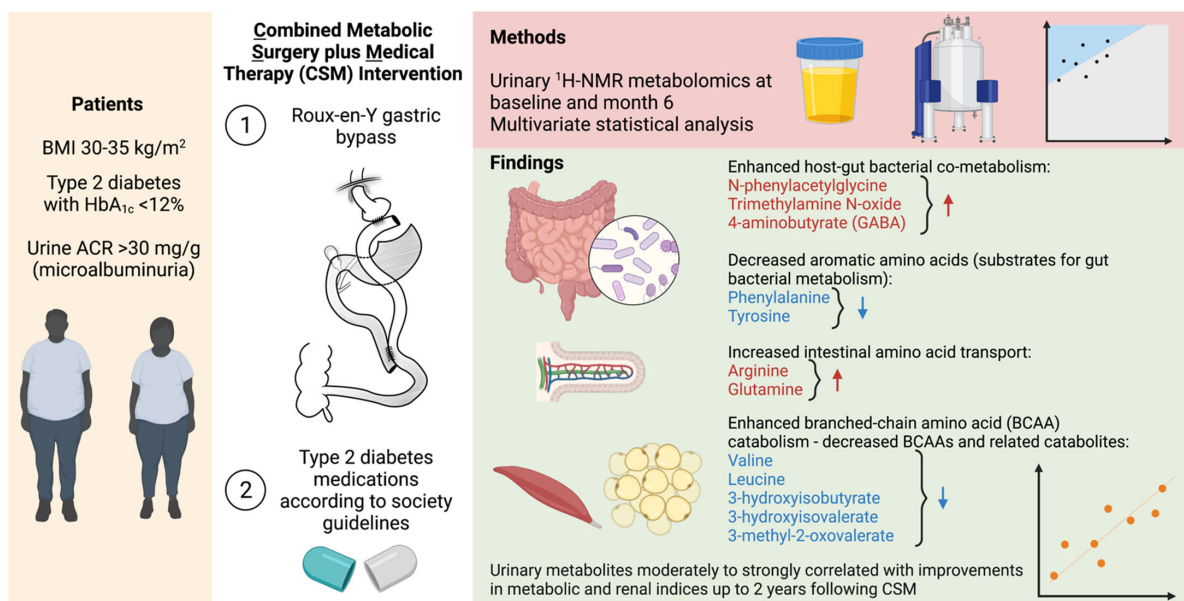 Patients
BMI 30-35 kg/m²
Type 2 diabetes
with HbA₁c <12%
Urine ACR >30 mg/g
(microalbuminuria)
Combined Metabolic
Surgery plus Medical
Therapy (CSM) Intervention
1
Roux-en-Y gastric
bypass
2
Type 2 diabetes
medications
according to society
guidelines
Methods
Urinary ¹H-NMR metabolomics at
baseline and month 6
Multivariate statistical analysis
Findings
Enhanced host-gut bacterial co-metabolism:
N-phenylacetylglycine
Trimethylamine N-oxide
4-aminobutyrate (GABA)
Decreased aromatic amino acids (substrates for gut
bacterial metabolism):
Phenylalanine
Tyrosine
Increased intestinal amino acid transport:
Arginine
Glutamine
Enhanced branched-chain amino acid (BCAA)
catabolism - decreased BCAAs and related catabolites:
Valine
Leucine
3-hydroxyisobutyrate
3-hydroxyisovalerate
3-methyl-2-oxovalerate
Urinary metabolites moderately to strongly correlated with improvements
in metabolic and renal indices up to 2 years following CSM